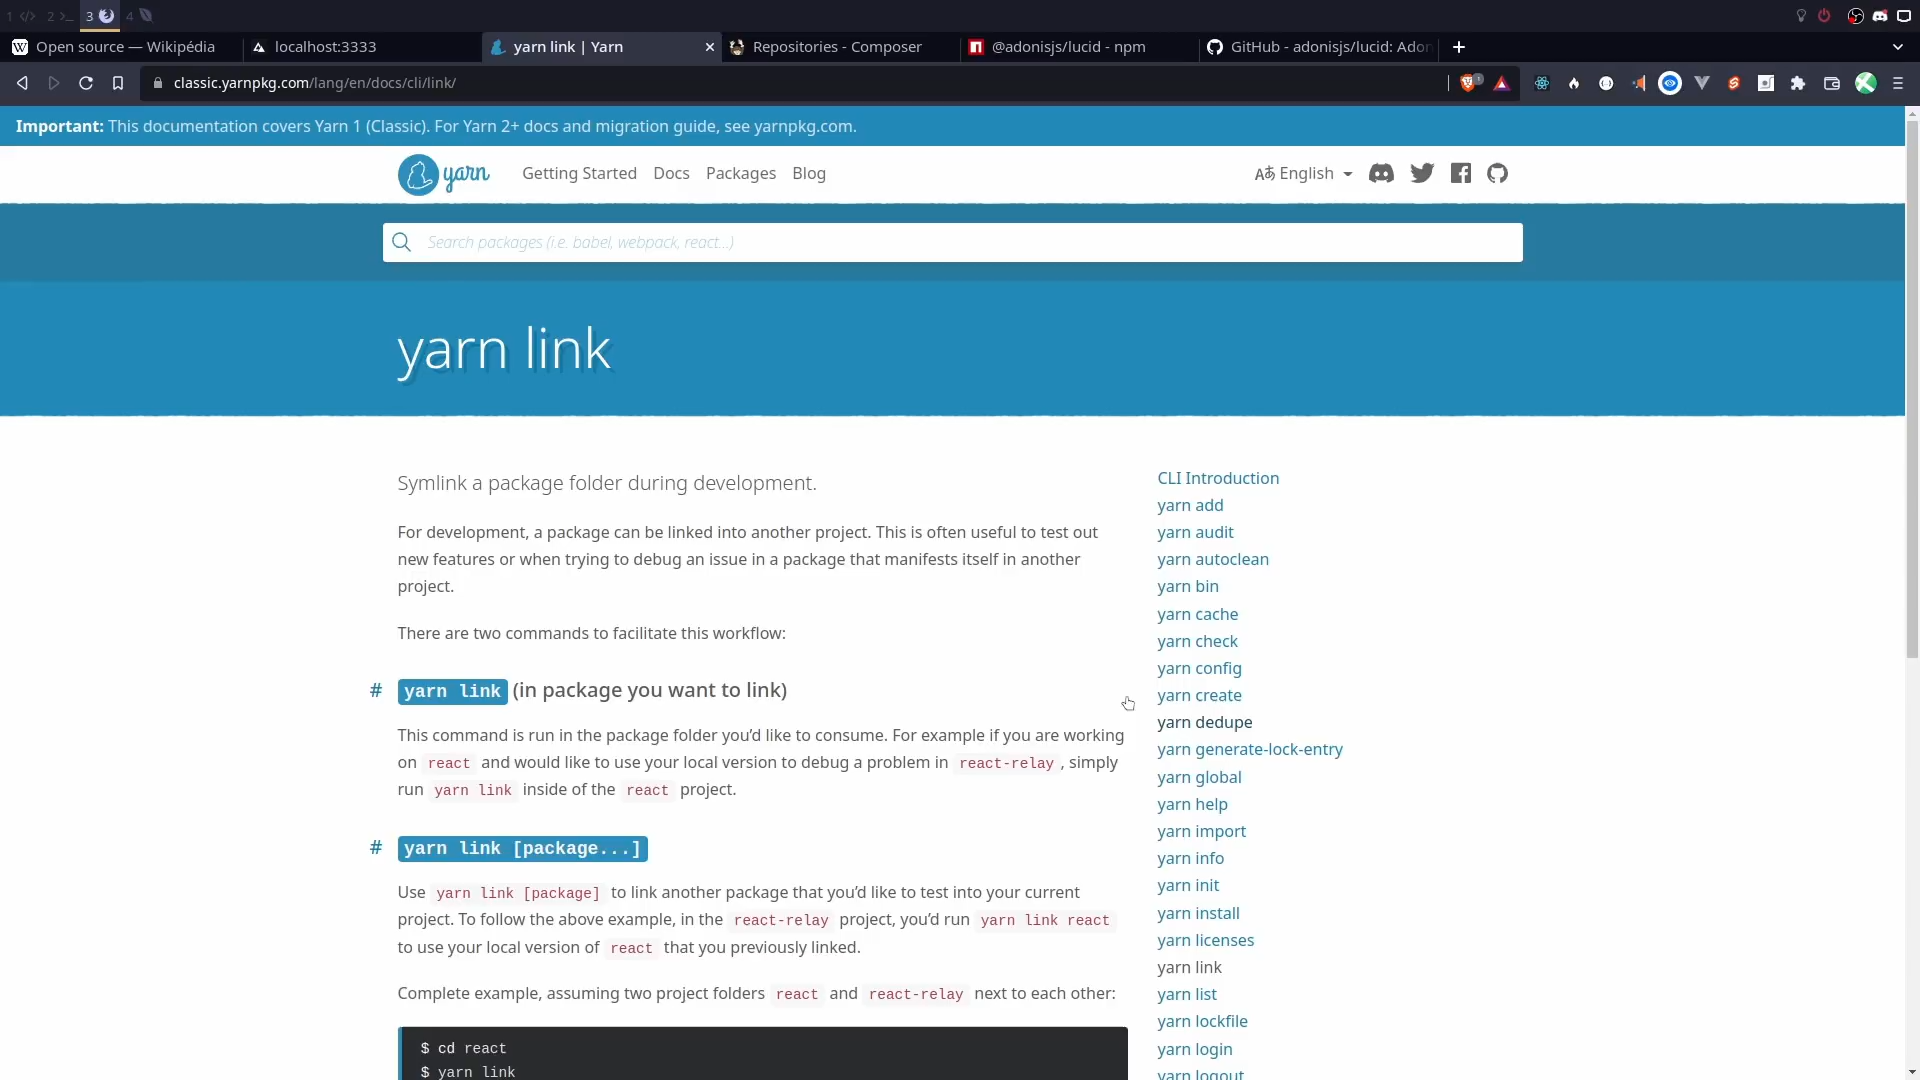 1 </> 2 >_ 3 4
Open source — Wikipédia
localhost:3333
yarn link | Yarn
Repositories - Composer
@adonisjs/lucid - npm
GitHub - adonisjs/lucid: Adon
classic.yarnpkg.com/lang/en/docs/cli/link/
Important: This documentation covers Yarn 1 (Classic). For Yarn 2+ docs and migration guide, see yarnpkg.com.
yarn
Getting Started Docs Packages Blog
English
Search packages (i.e. babel, webpack, react...)
yarn link
Symlink a package folder during development.
For development, a package can be linked into another project. This is often useful to test out
new features or when trying to debug an issue in a package that manifests itself in another
project.
There are two commands to facilitate this workflow:
# yarn link (in package you want to link)
This command is run in the package folder you’d like to consume. For example if you are working
on react and would like to use your local version to debug a problem in react-relay , simply
run yarn link inside of the react project.
# yarn link [package...]
Use yarn link [package] to link another package that you’d like to test into your current
project. To follow the above example, in the react-relay project, you’d run yarn link react
to use your local version of react that you previously linked.
Complete example, assuming two project folders react and react-relay next to each other:
$ cd react
$ yarn link
CLI Introduction
yarn add
yarn audit
yarn autoclean
yarn bin
yarn cache
yarn check
yarn config
yarn create
yarn dedupe
yarn generate-lock-entry
yarn global
yarn help
yarn import
yarn info
yarn init
yarn install
yarn licenses
yarn link
yarn list
yarn lockfile
yarn login
yarn logout